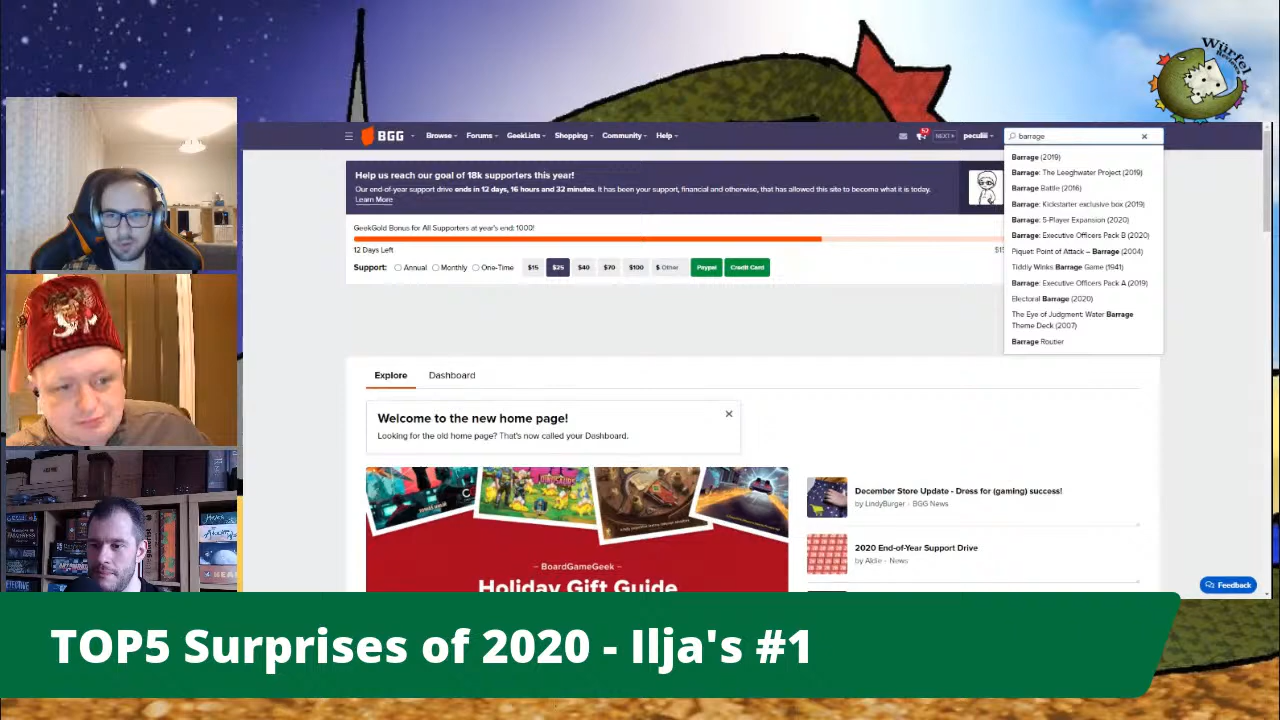 Würfel
BGG
Browse
Forums
GeekLists
Shopping
Community
Help
52
NEXT
peculiii
barrage
Help us reach our goal of 18k supporters this year!
Our end-of-year support drive ends in 12 days, 16 hours and 32 minutes. It has been your support, financial and otherwise, that has allowed this site to become what it is today.
Learn More
GeekGold Bonus for All Supporters at year's end: 1000!
12 Days Left
Support: Annual Monthly One-Time $15 $25 $40 $70 $100 $ Other Paypal Credit Card
Barrage (2019)
Barrage: The Leeghwater Project (2019)
Barrage Battle (2016)
Barrage: Kickstarter exclusive box (2019)
Barrage: 5-Player Expansion (2020)
Barrage: Executive Officers Pack B (2020)
Piquet: Point of Attack – Barrage (2004)
Tiddly Winks Barrage Game (1941)
Barrage: Executive Officers Pack A (2019)
Electoral Barrage (2020)
The Eye of Judgment: Water Barrage
Theme Deck (2007)
Barrage Routier
Explore Dashboard
Welcome to the new home page!
Looking for the old home page? That's now called your Dashboard.
– BoardGameGeek –
Holiday Gift Guide
December Store Update - Dress for (gaming) success!
by LindyBurger - BGG News
2020 End-of-Year Support Drive
by Aldie - News
Feedback
TOP5 Surprises of 2020 - Ilja's #1